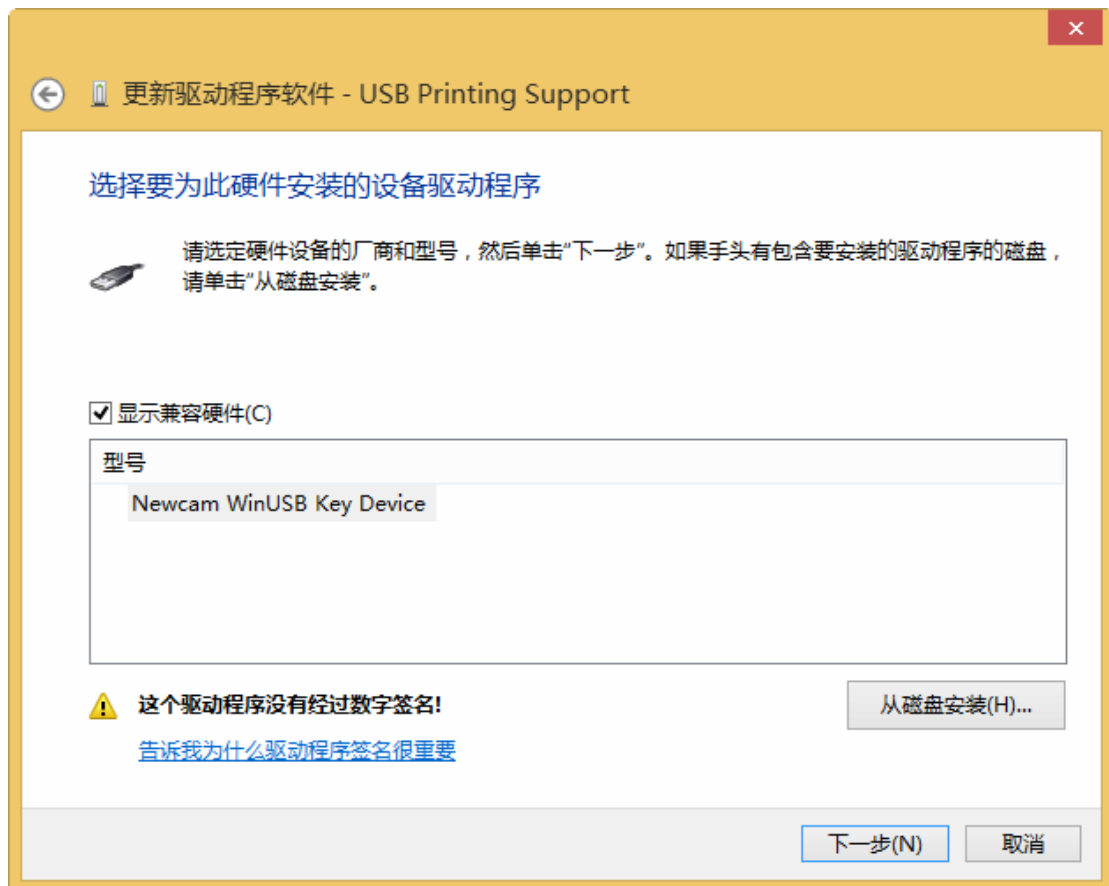 更新驱动程序软件 - USB Printing Support
选择要为此硬件安装的设备驱动程序
请选定硬件设备的厂商和型号，然后单击“下一步”。如果手头有包含要安装的驱动程序的磁盘，
请单击“从磁盘安装”。
显示兼容硬件(C)
型号
Newcam WinUSB Key Device
这个驱动程序没有经过数字签名!
从磁盘安装(H)...
告诉我为什么驱动程序签名很重要
下一步(N)
取消